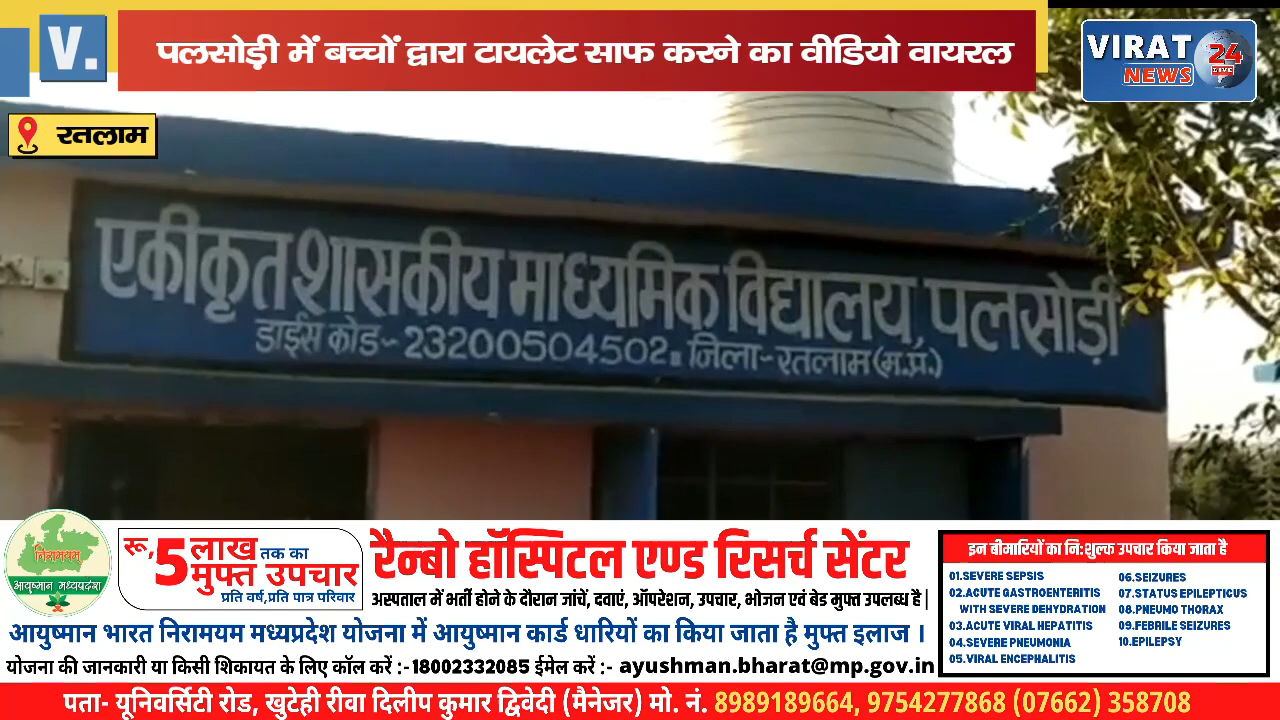 V.
पलसोड़ी में बच्चों द्वारा टायलेट साफ करने का वीडियो वायरल
VIRAT
NEWS
24
LIVE
रतलाम
एकीकृत शासकीय माध्यमिक विद्यालय, पलसोड़ी
डाईस कोड~ 23200504502. जिला~रतलाम (म.प्र.)
निरामयम्
आयुष्मान मध्यप्रदेश
रू,5 लाख तक का
मुफ्त उपचार
प्रति वर्ष,प्रति पात्र परिवार
रैन्बो हॉस्पिटल एण्ड रिसर्च सेंटर
अस्पताल में भर्ती होने के दौरान जांचें, दवाएं, ऑपरेशन, उपचार, भोजन एवं बेड मुफ्त उपलब्ध है|
आयुष्मान भारत निरामयम मध्यप्रदेश योजना में आयुष्मान कार्ड धारियों का किया जाता है मुफ्त इलाज ।
योजना की जानकारी या किसी शिकायत के लिए कॉल करें :-18002332085 ईमेल करें :- ayushman.bharat@mp.gov.in
इन बीमारियों का नि:शुल्क उपचार किया जाता है
01.SEVERE SEPSIS
02.ACUTE GASTROENTERITIS
WITH SEVERE DEHYDRATION
03.ACUTE VIRAL HEPATITIS
04.SEVERE PNEUMONIA
05.VIRAL ENCEPHALITIS
06.SEIZURES
07.STATUS EPILEPTICUS
08.PNEUMO THORAX
09.FEBRILE SEIZURES
10.EPILEPSY
पता- यूनिवर्सिटी रोड, खुटेही रीवा दिलीप कुमार द्विवेदी (मैनेजर) मो. नं. 8989189664, 9754277868 (07662) 358708